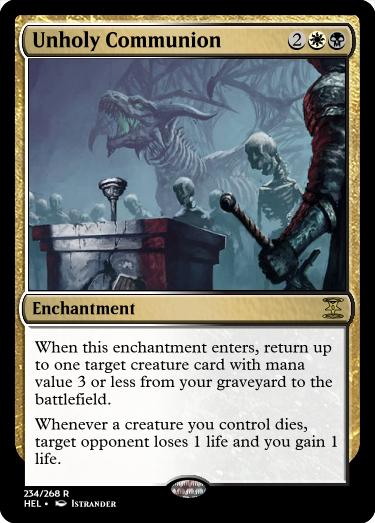 Unholy Communion 2
Enchantment
When this enchantment enters, return up
to one target creature card with mana
value 3 or less from your graveyard to the
battlefield.
Whenever a creature you control dies,
target opponent loses 1 life and you gain 1
life.
234/268 R
HEL • Istrander